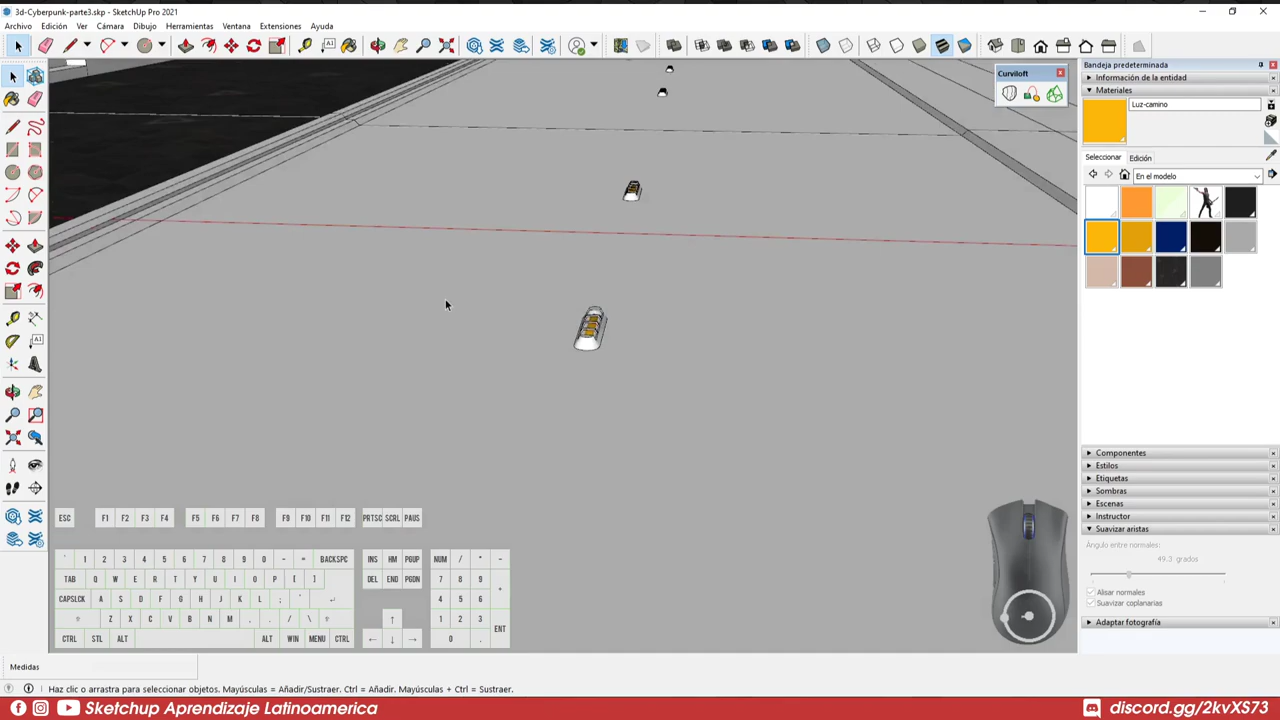 3d-Cyberpunk-parte3.skp - SketchUp Pro 2021
Archivo Edición Ver Cámara Dibujo Herramientas Ventana Extensiones Ayuda
Curviloft
Bandeja predeterminada
Información de la entidad
Materiales
Luz-camino
Seleccionar Edición
En el modelo
Componentes
Estilos
Etiquetas
Sombras
Escenas
Instructor
Suavizar aristas
Ángulo entre normales:
49.3 grados
Alisar normales
Suavizar coplanarias
Adaptar fotografía
ESC F1 F2 F3 F4 F5 F6 F7 F8 F9 F10 F11 F12 PRTSC SCRL PAUS
` 1 2 3 4 5 6 7 8 9 0 - = BACKSPC INS HM PGUP NUM / * -
TAB Q W E R T Y U I O P [ ] DEL END PGDN 7 8 9 +
CAPSLCK A S D F G H J K L ; ' 4 5 6
Z X C V B N M , . / \ ↑ 1 2 3 ENT
CTRL STL ALT ALT WIN MENU CTRL ← ↓ → 0 .
Medidas
Haz clic o arrastra para seleccionar objetos. Mayúsculas = Añadir/Sustraer. Ctrl = Añadir. Mayúsculas + Ctrl = Sustraer.
Sketchup Aprendizaje Latinoamerica
discord.gg/2kvXS73